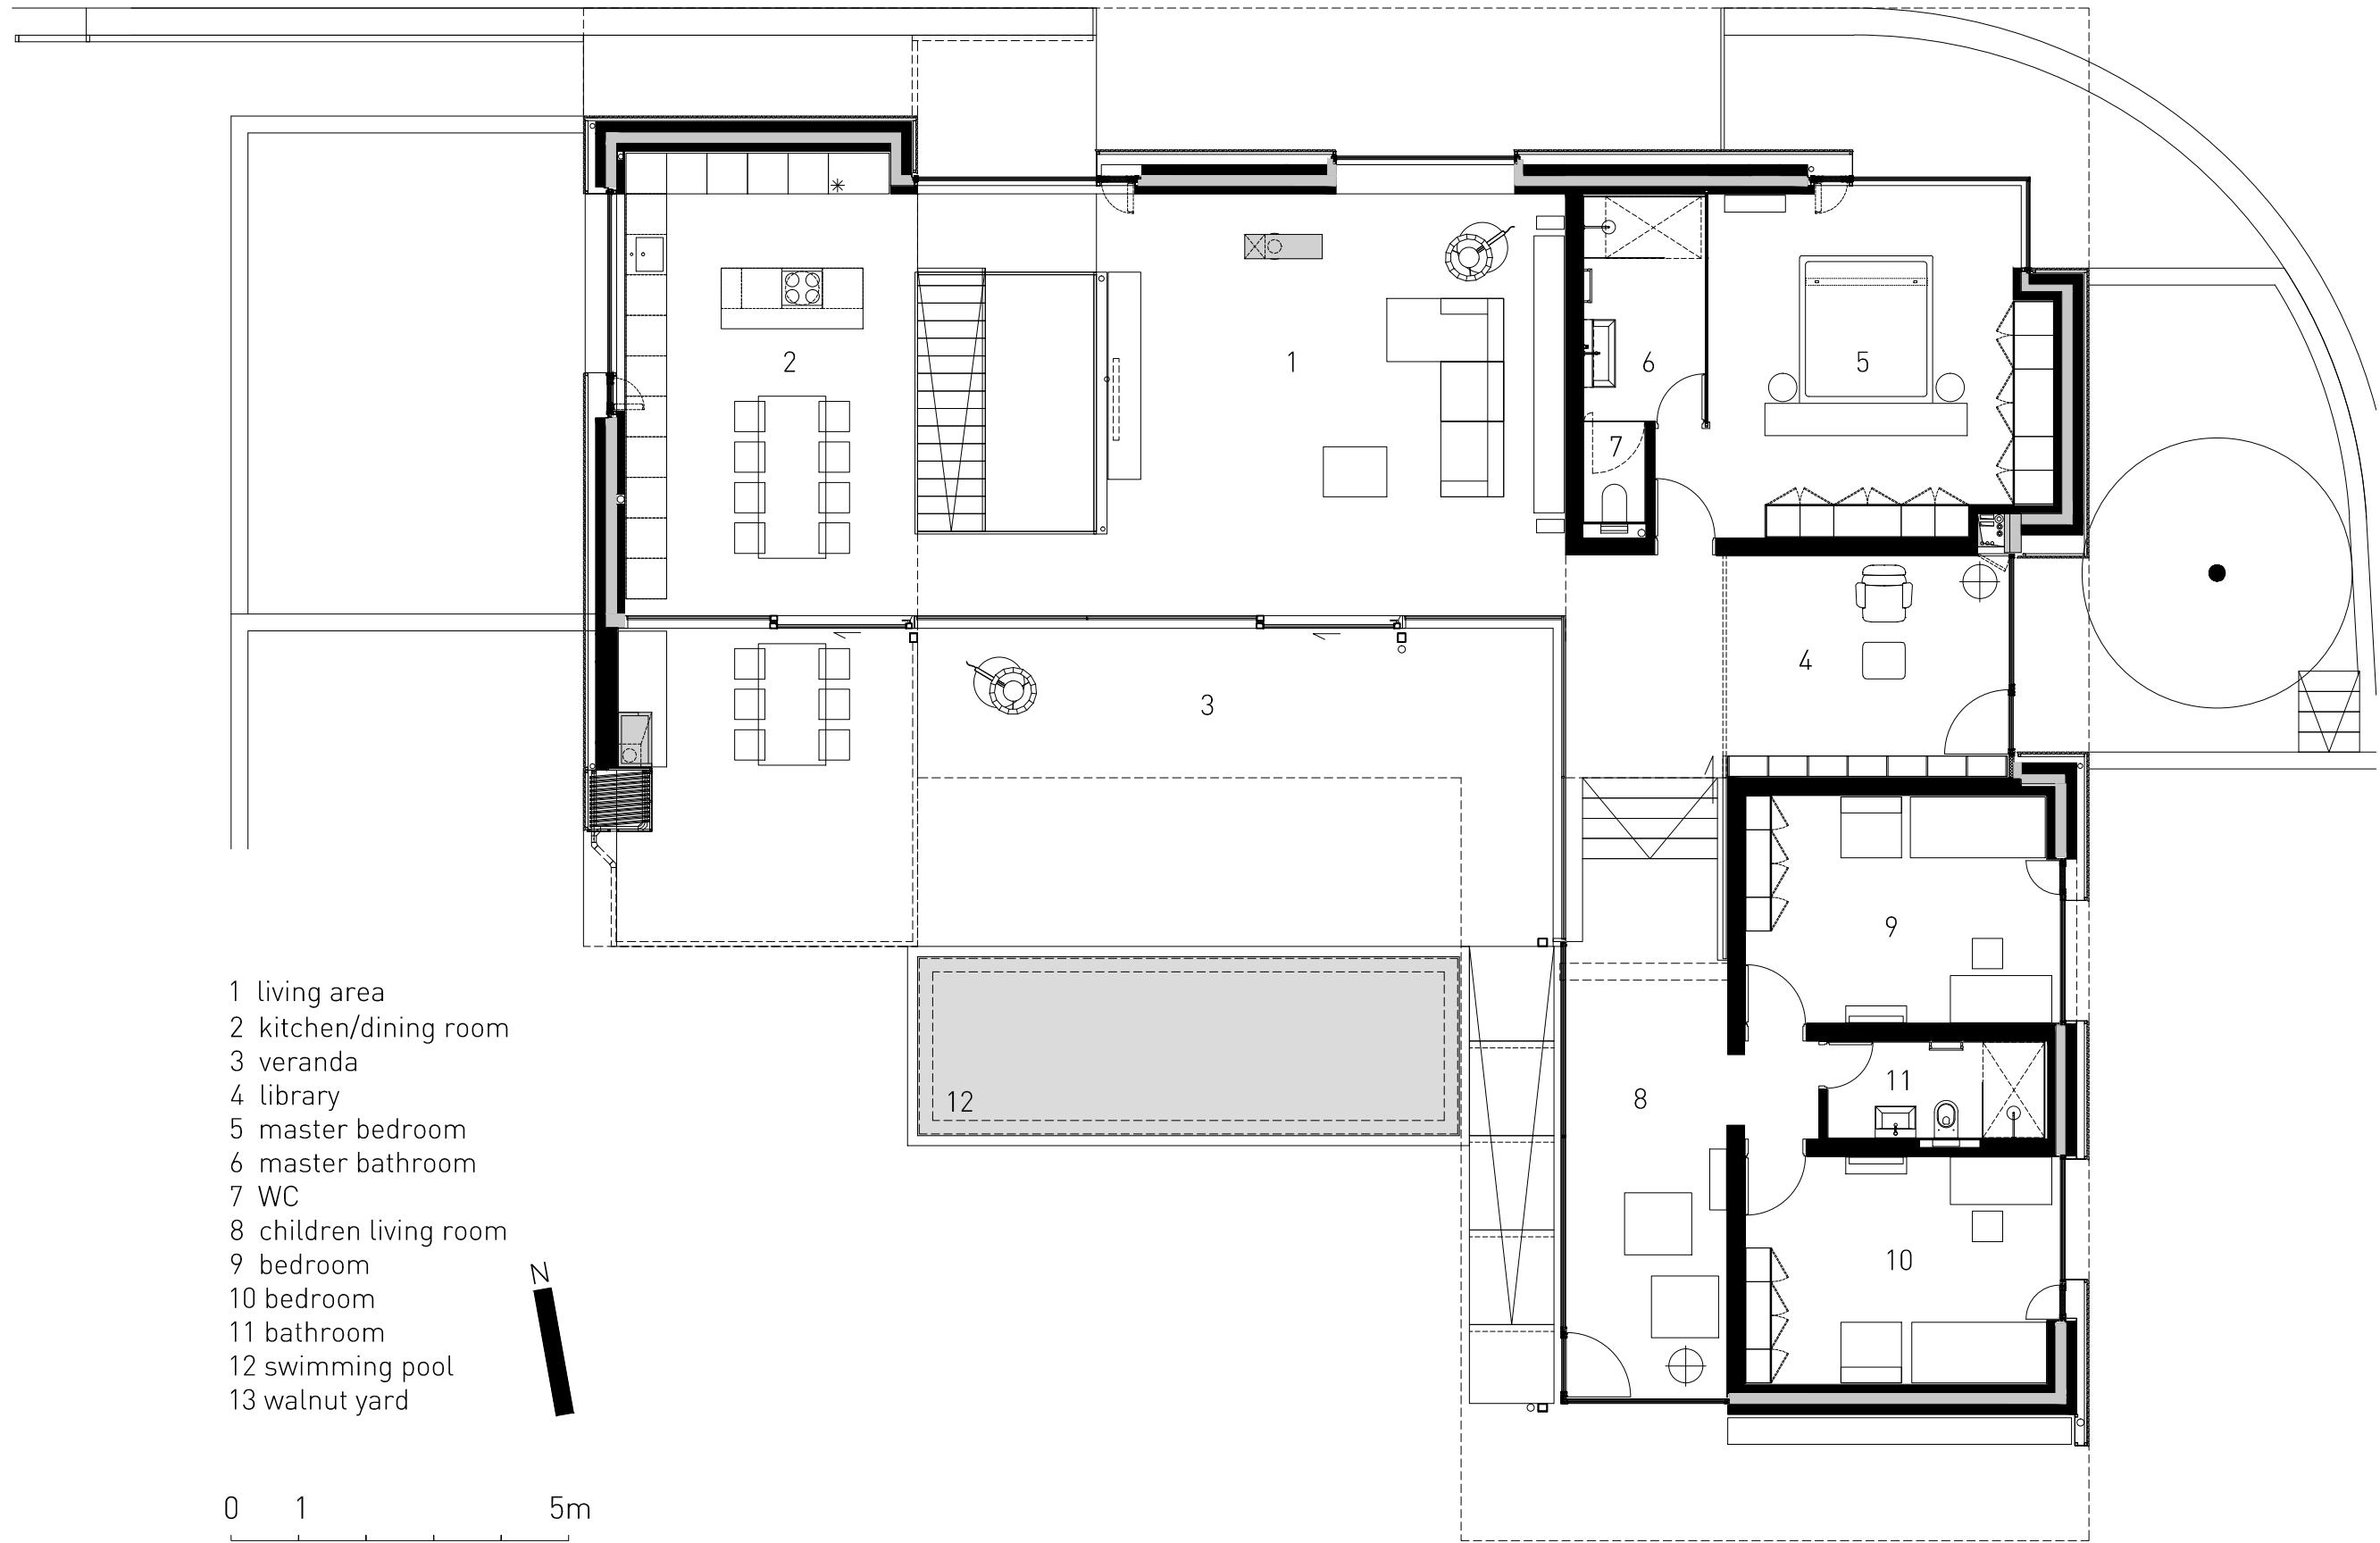 2
1
6
5
7
4
3
9
8
11
12
10
1 living area
2 kitchen/dining room
3 veranda
4 library
5 master bedroom
6 master bathroom
7 WC
8 children living room
9 bedroom
10 bedroom
11 bathroom
12 swimming pool
13 walnut yard
N
0 1 5m